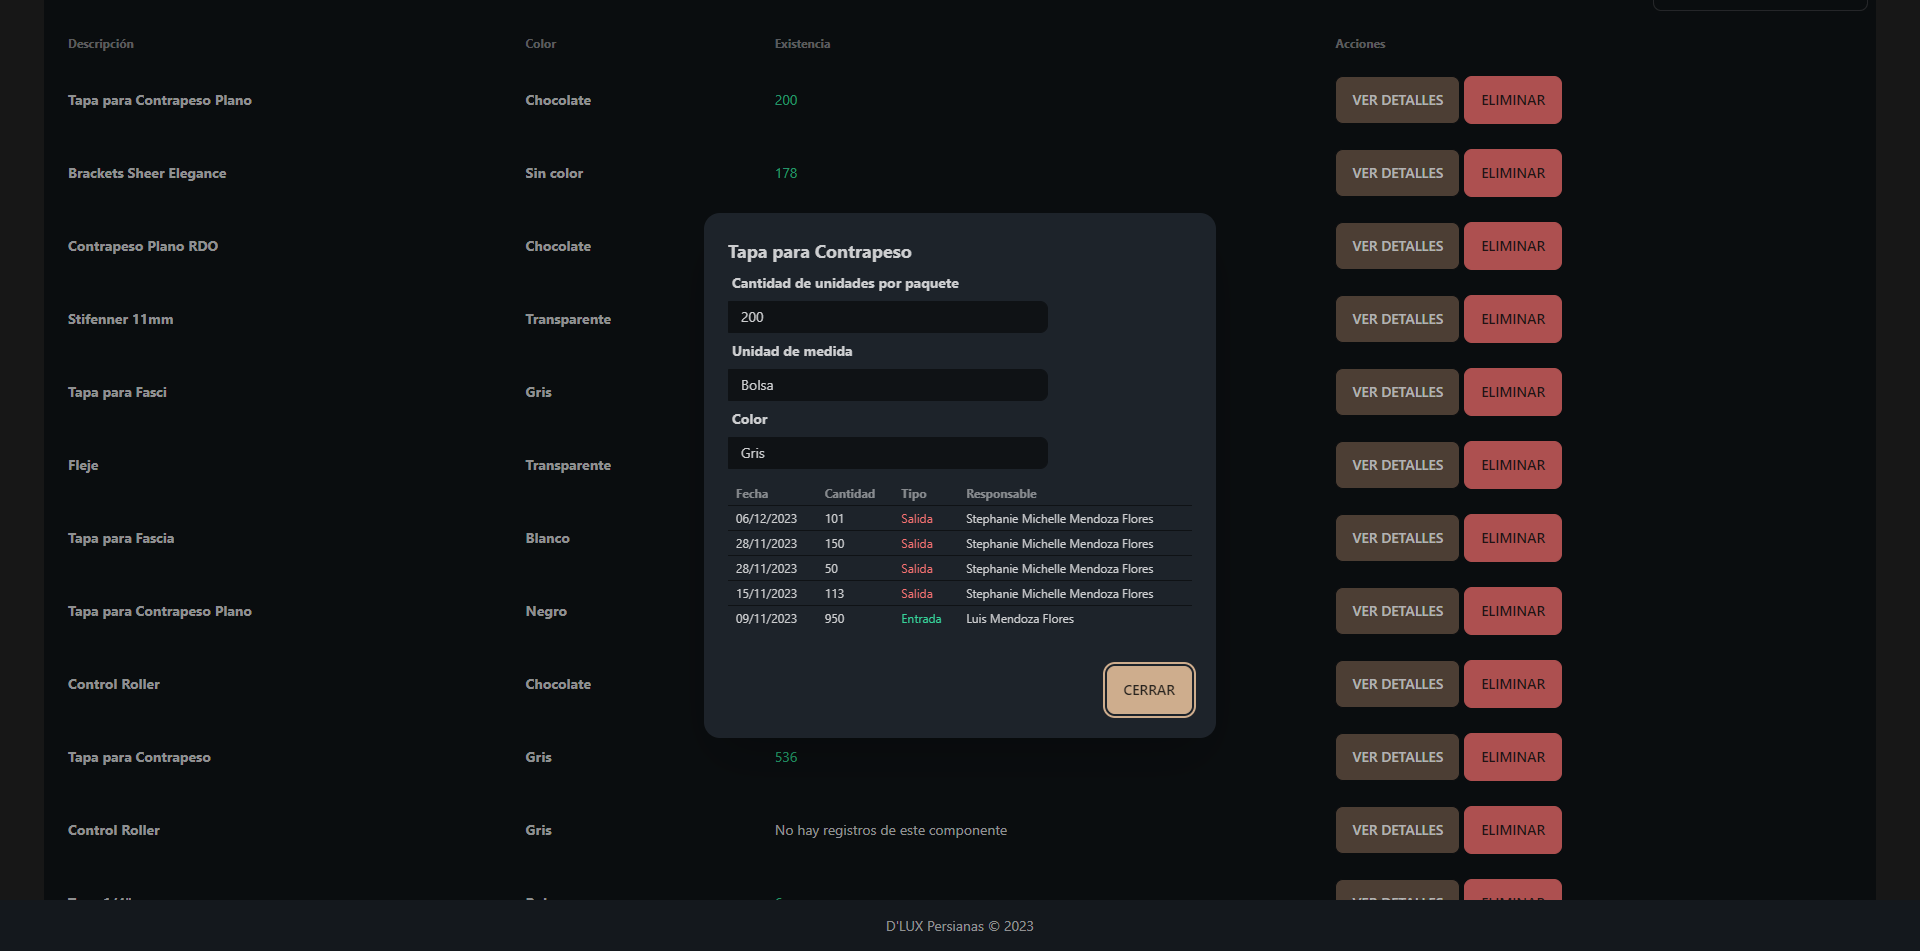 Descripción Color Existencia Acciones
Tapa para Contrapeso Plano Chocolate 200 VER DETALLES ELIMINAR
Brackets Sheer Elegance Sin color 178 VER DETALLES ELIMINAR
Contrapeso Plano RDO Chocolate VER DETALLES ELIMINAR
Stifenner 11mm Transparente VER DETALLES ELIMINAR
Tapa para Fasci Gris VER DETALLES ELIMINAR
Fleje Transparente VER DETALLES ELIMINAR
Tapa para Fascia Blanco VER DETALLES ELIMINAR
Tapa para Contrapeso Plano Negro VER DETALLES ELIMINAR
Control Roller Chocolate VER DETALLES ELIMINAR
Tapa para Contrapeso Gris 536 VER DETALLES ELIMINAR
Control Roller Gris No hay registros de este componente VER DETALLES ELIMINAR
VER DETALLES ELIMINAR
Tapa para Contrapeso
Cantidad de unidades por paquete
200
Unidad de medida
Bolsa
Color
Gris
Fecha Cantidad Tipo Responsable
06/12/2023 101 Salida Stephanie Michelle Mendoza Flores
28/11/2023 150 Salida Stephanie Michelle Mendoza Flores
28/11/2023 50 Salida Stephanie Michelle Mendoza Flores
15/11/2023 113 Salida Stephanie Michelle Mendoza Flores
09/11/2023 950 Entrada Luis Mendoza Flores
CERRAR
D'LUX Persianas © 2023